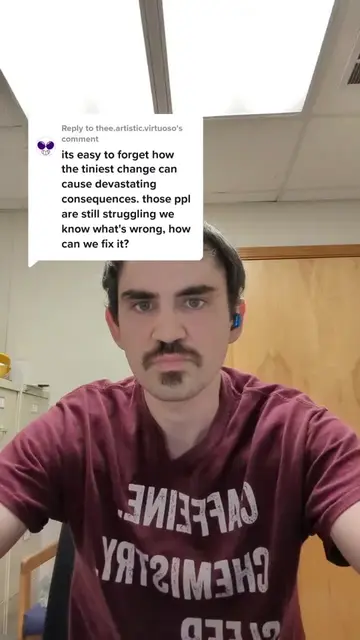 Reply to thee.artistic.virtuoso's
comment
its easy to forget how
the tiniest change can
cause devastating
consequences. those ppl
are still struggling we
know what's wrong, how
can we fix it?
CAFFEINE.
CHEMISTRY.
SLEEP